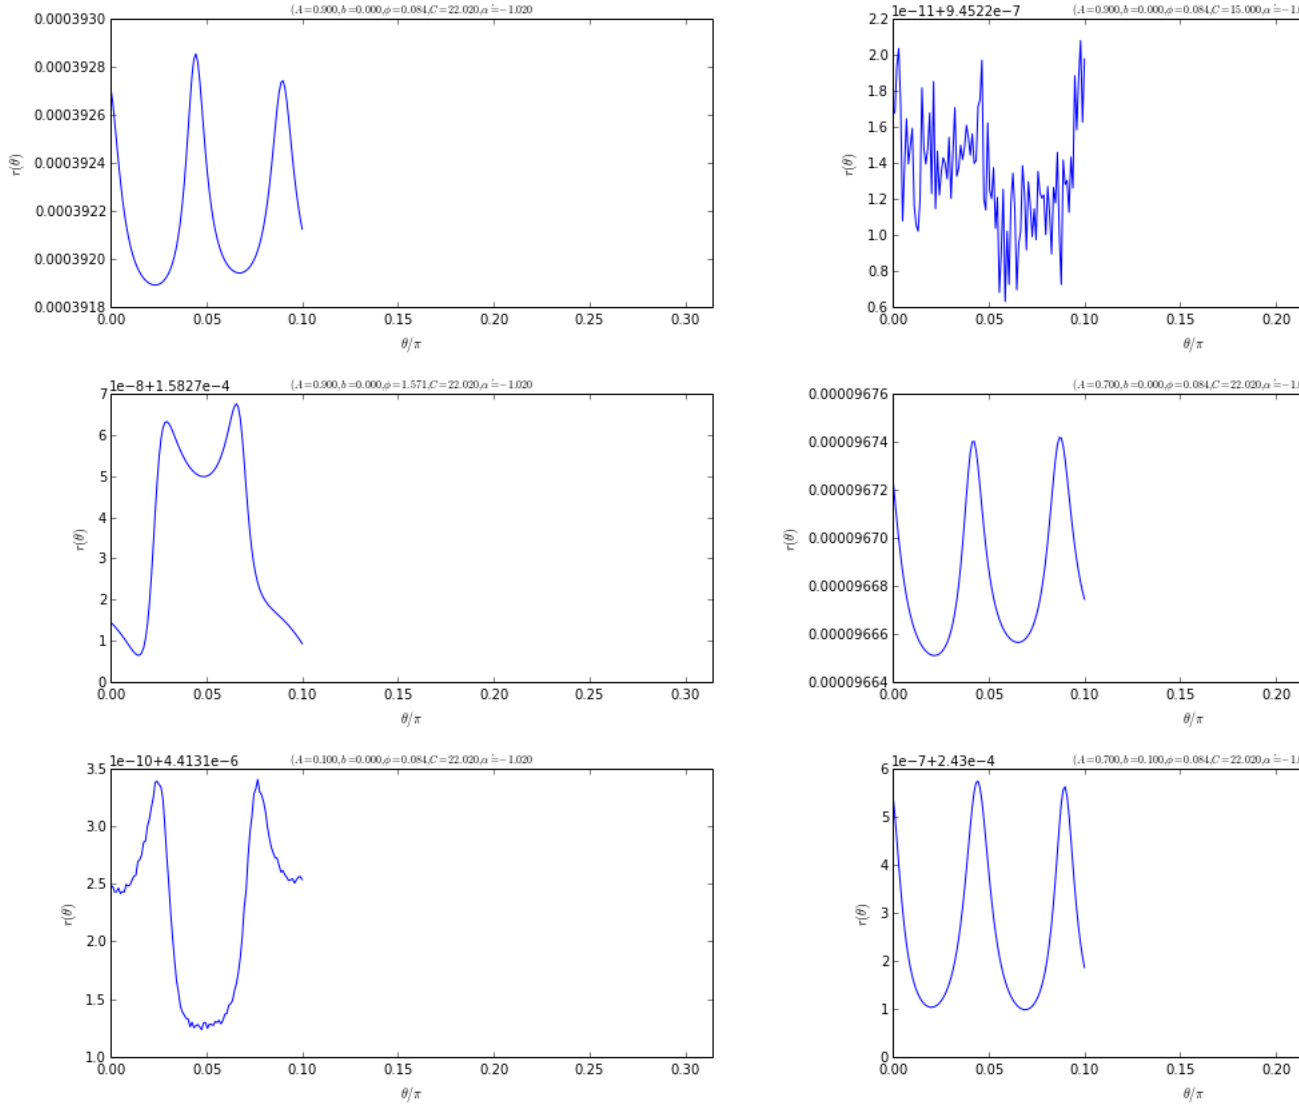 (A=0.900,b=0.000,ϕ=0.084,C=22.020,α=−1.020
0.0003930
0.0003928
0.0003926
0.0003924
0.0003922
0.0003920
0.0003918
r(θ)
0.00 0.05 0.10 0.15 0.20 0.25 0.30
θ/π
1e−11+9.4522e−7
(A=0.900,b=0.000,ϕ=0.084,C=15.000,α=−1.0
2.2
2.0
1.8
1.6
1.4
1.2
1.0
0.8
0.6
r(θ)
0.00 0.05 0.10 0.15 0.20
θ/π
1e−8+1.5827e−4
(A=0.900,b=0.000,ϕ=1.571,C=22.020,α=−1.020
7
6
5
4
3
2
1
0
r(θ)
0.00 0.05 0.10 0.15 0.20 0.25 0.30
θ/π
(A=0.700,b=0.000,ϕ=0.084,C=22.020,α=−1.0
0.00009676
0.00009674
0.00009672
0.00009670
0.00009668
0.00009666
0.00009664
r(θ)
0.00 0.05 0.10 0.15 0.20
θ/π
1e−10+4.4131e−6
(A=0.100,b=0.000,ϕ=0.084,C=22.020,α=−1.020
3.5
3.0
2.5
2.0
1.5
1.0
r(θ)
0.00 0.05 0.10 0.15 0.20 0.25 0.30
θ/π
1e−7+2.43e−4
(A=0.700,b=0.100,ϕ=0.084,C=22.020,α=−1.0
6
5
4
3
2
1
0
r(θ)
0.00 0.05 0.10 0.15 0.20
θ/π